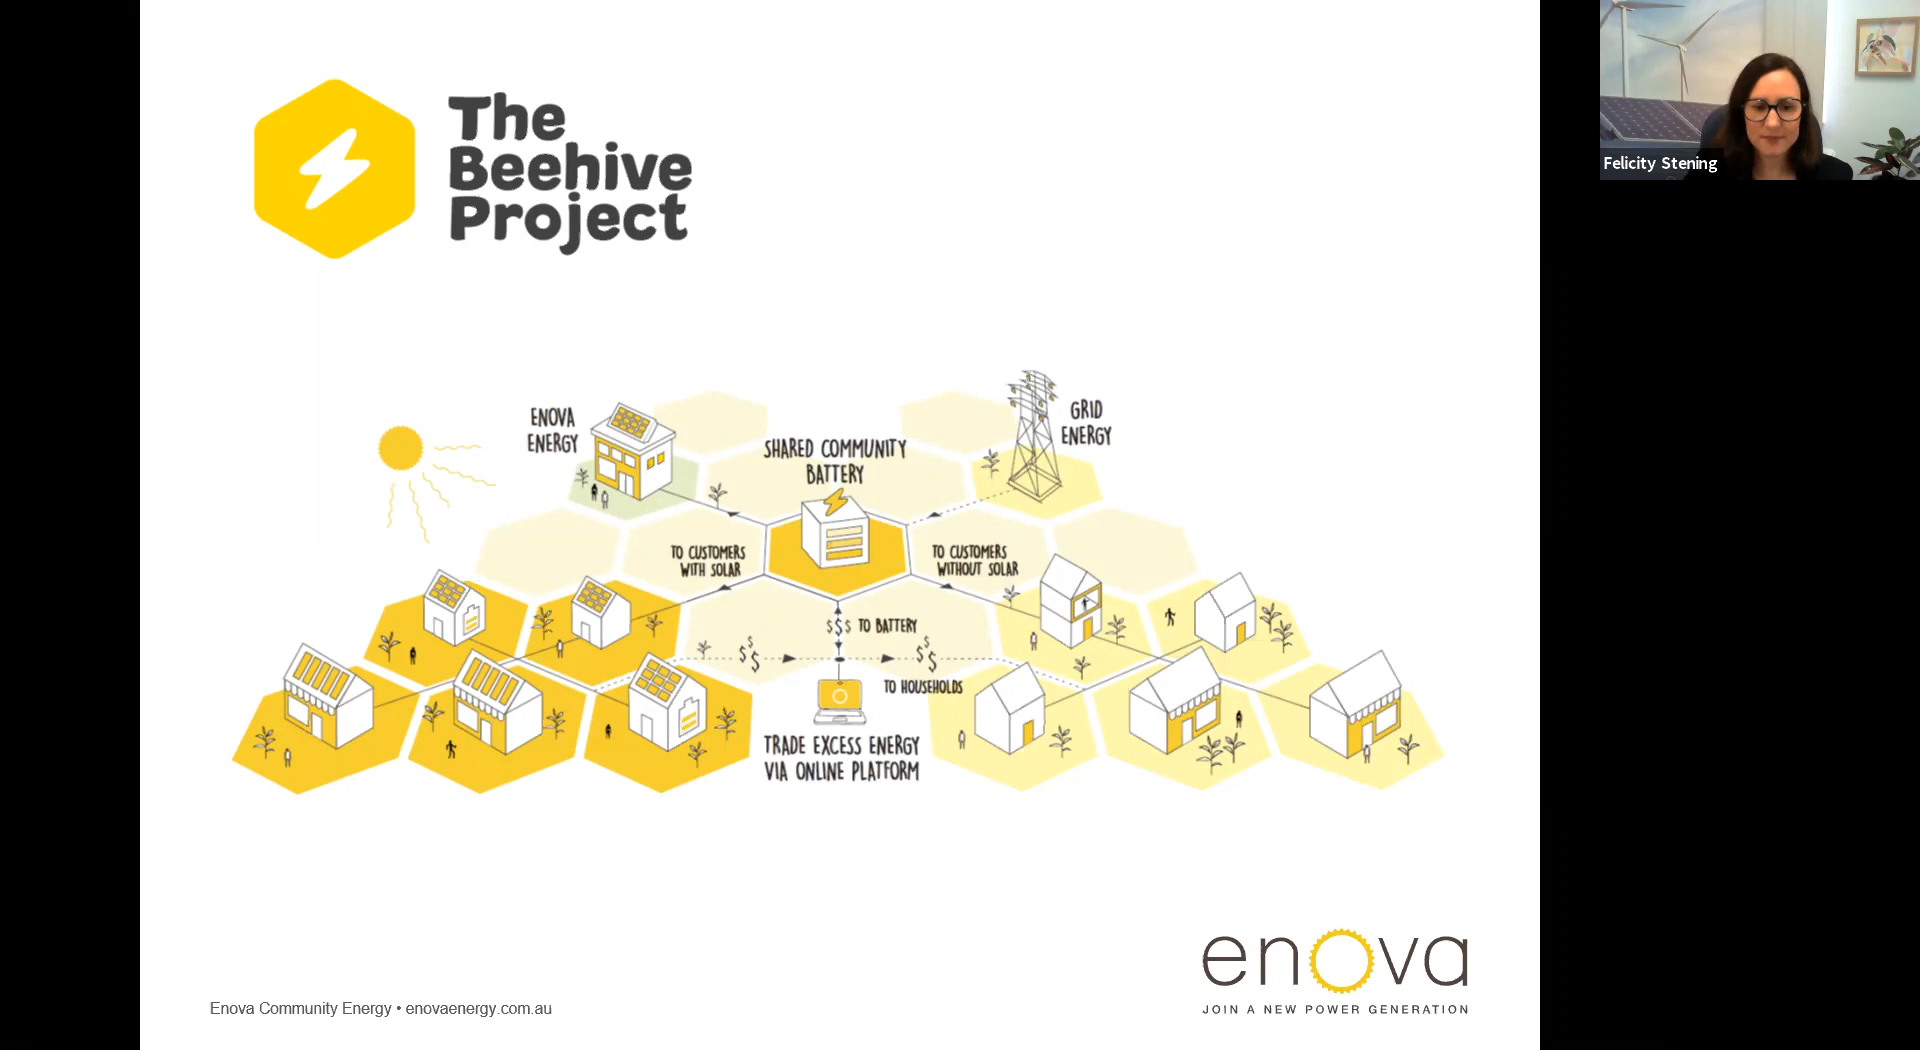 The
Beehive
Project
Felicity Stening
ENOVA
ENERGY
GRID
ENERGY
SHARED COMMUNITY
BATTERY
TO CUSTOMERS
WITH SOLAR
TO CUSTOMERS
WITHOUT SOLAR
$$$ TO BATTERY
$$$
$$$
TO HOUSEHOLDS
TRADE EXCESS ENERGY
VIA ONLINE PLATFORM
enova
JOIN A NEW POWER GENERATION
Enova Community Energy • enovaenergy.com.au